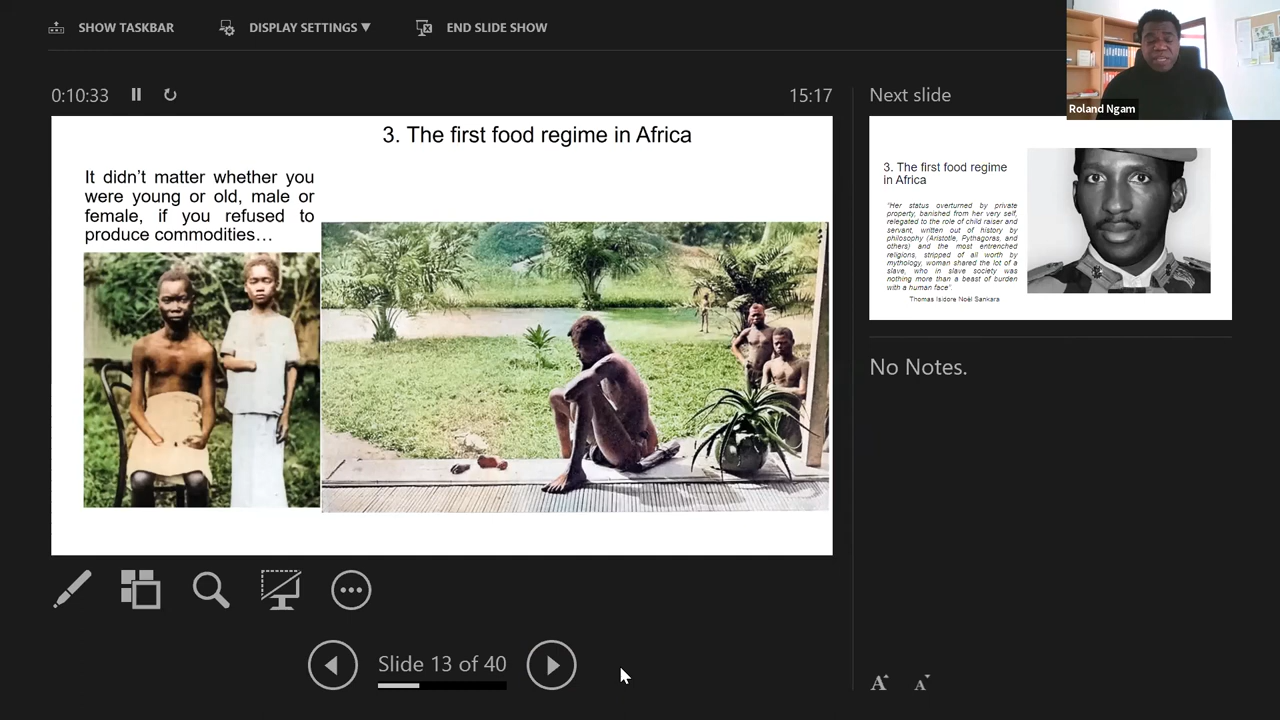 SHOW TASKBAR
DISPLAY SETTINGS ▼
END SLIDE SHOW
Roland Ngam
0:10:33
15:17
3. The first food regime in Africa
It didn’t matter whether you
were young or old, male or
female, if you refused to
produce commodities…
Slide 13 of 40
Next slide
3. The first food regime
in Africa
“Her status overturned by private
property, banished from her very self,
relegated to the role of child raiser and
servant, written out of history by
philosophy (Aristotle, Pythagoras, and
others) and the most entrenched
religions, stripped of all worth by
mythology, woman shared the lot of a
slave, who in slave society was
nothing more than a beast of burden
with a human face”.
Thomas Isidore Noël Sankara
No Notes.
A A